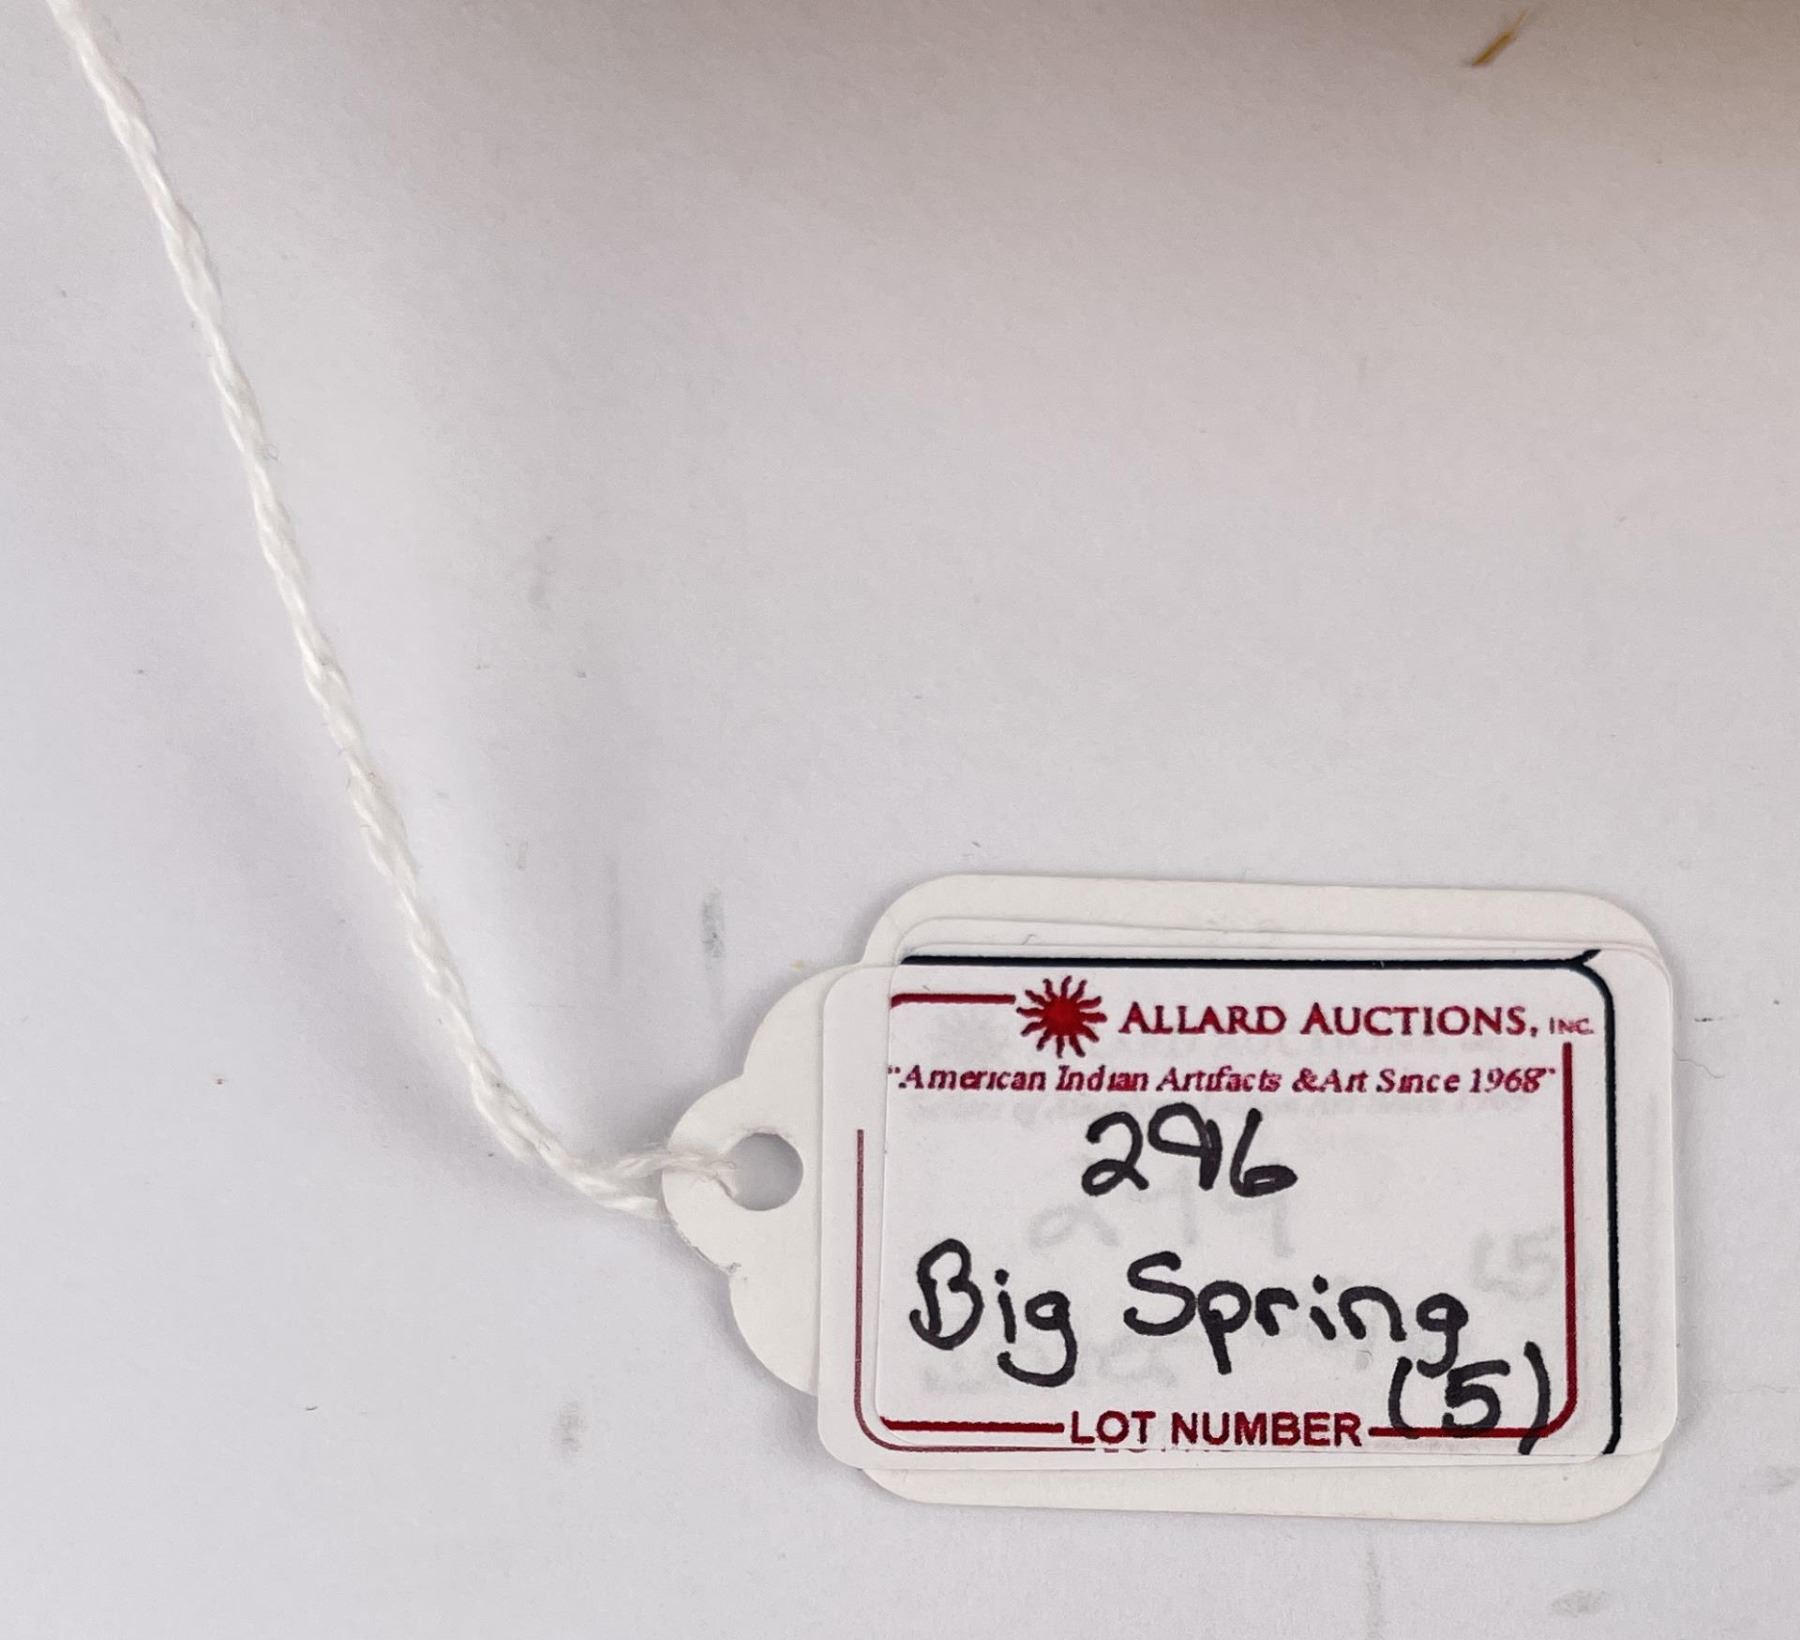 ALLARD AUCTIONS, INC.
"American Indian Artifacts & Art Since 1968"
296
Big Spring
(5)
LOT NUMBER